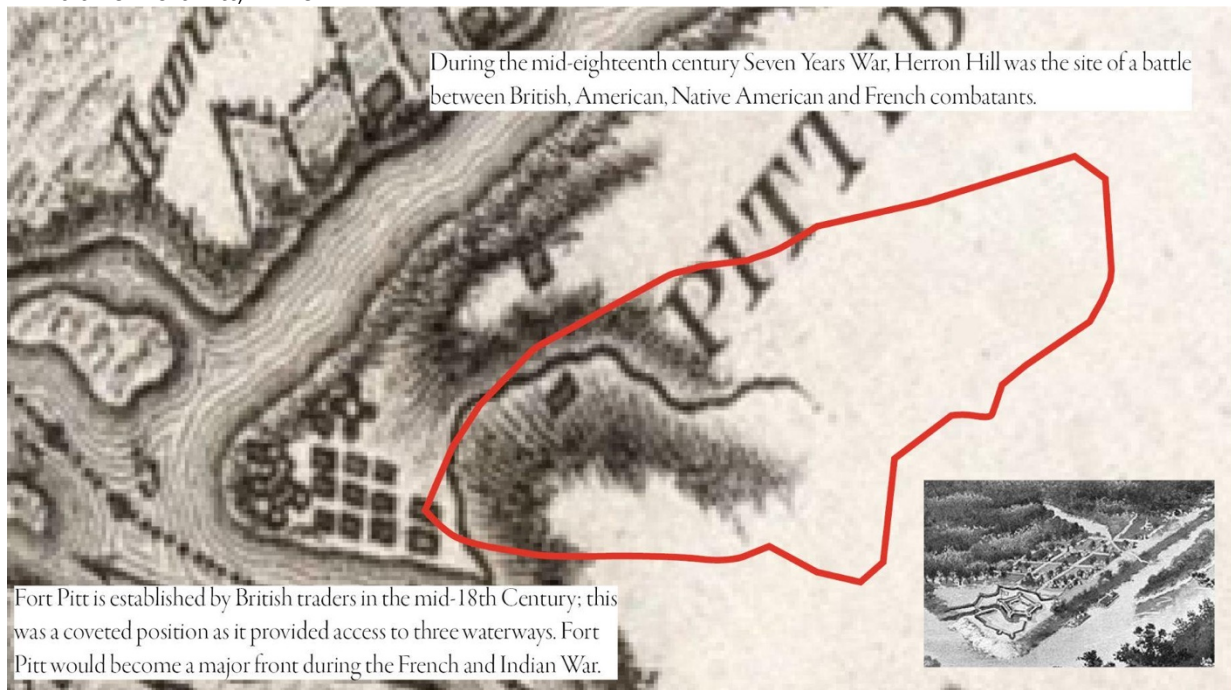 During the mid-eighteenth century Seven Years War, Herron Hill was the site of a battle
between British, American, Native American and French combatants.
PITTB
Fort Pitt is established by British traders in the mid-18th Century; this
was a coveted position as it provided access to three waterways. Fort
Pitt would become a major front during the French and Indian War.